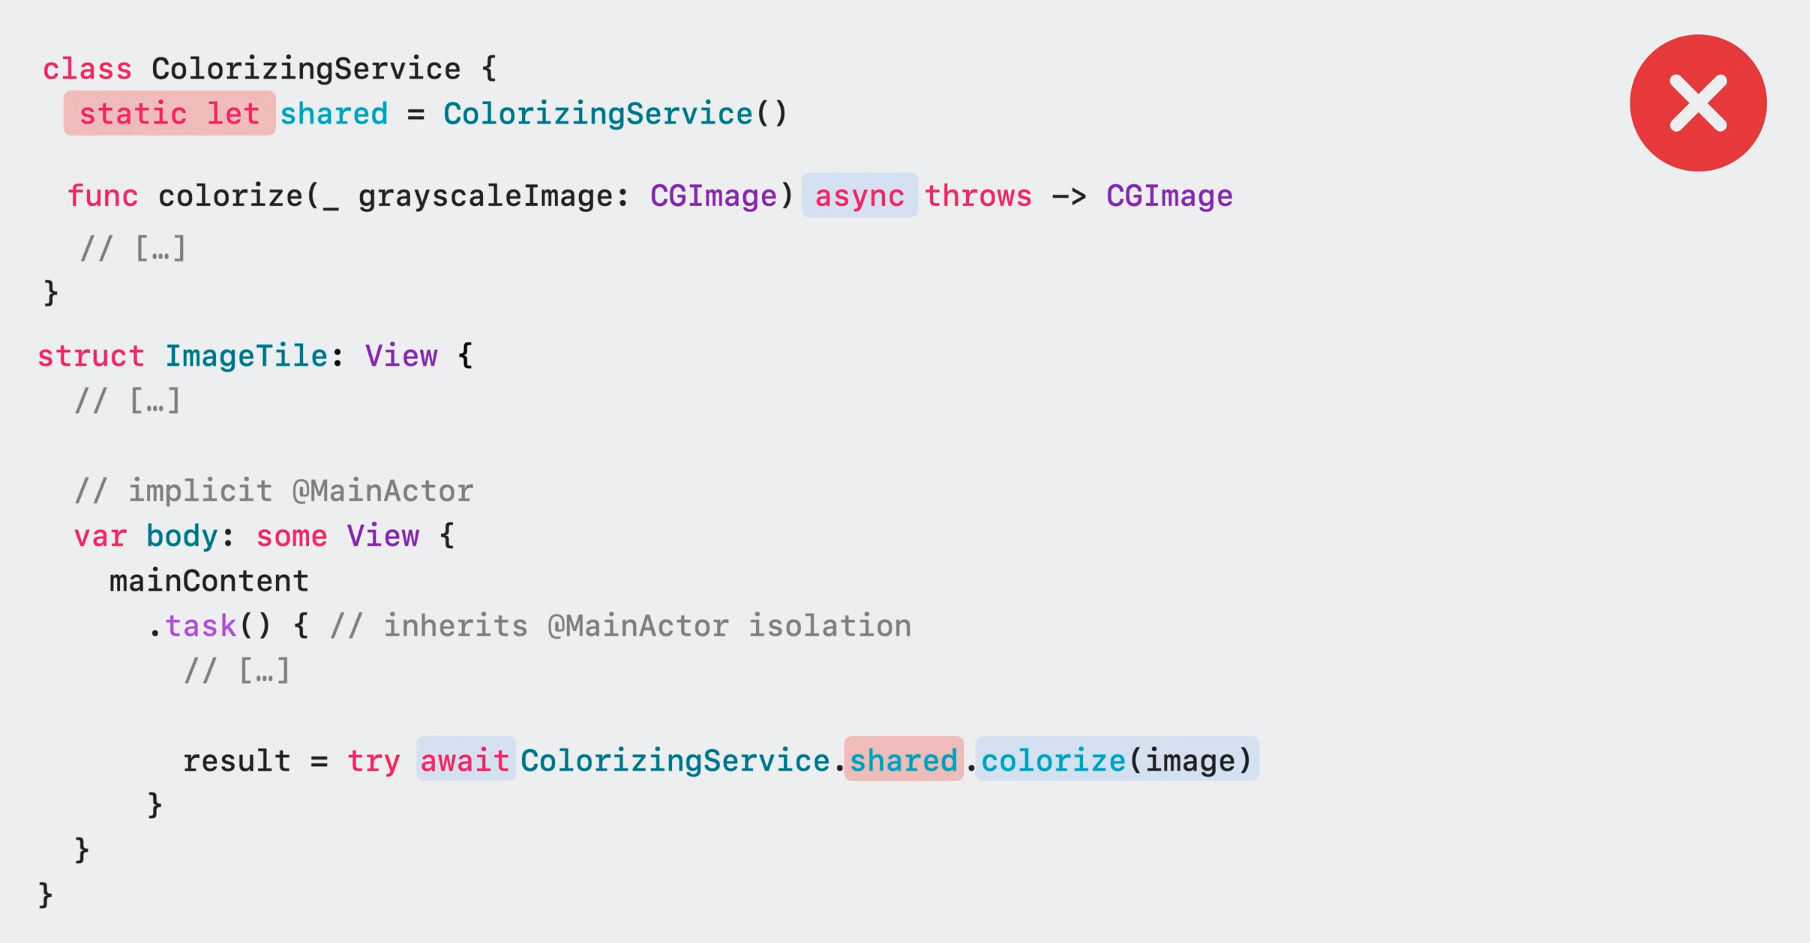 class ColorizingService {
static let shared = ColorizingService()
func colorize(_ grayscaleImage: CGImage) async throws -> CGImage
// […]
}
struct ImageTile: View {
// […]
// implicit @MainActor
var body: some View {
mainContent
.task() { // inherits @MainActor isolation
// […]
result = try await ColorizingService.shared.colorize(image)
}
}
}